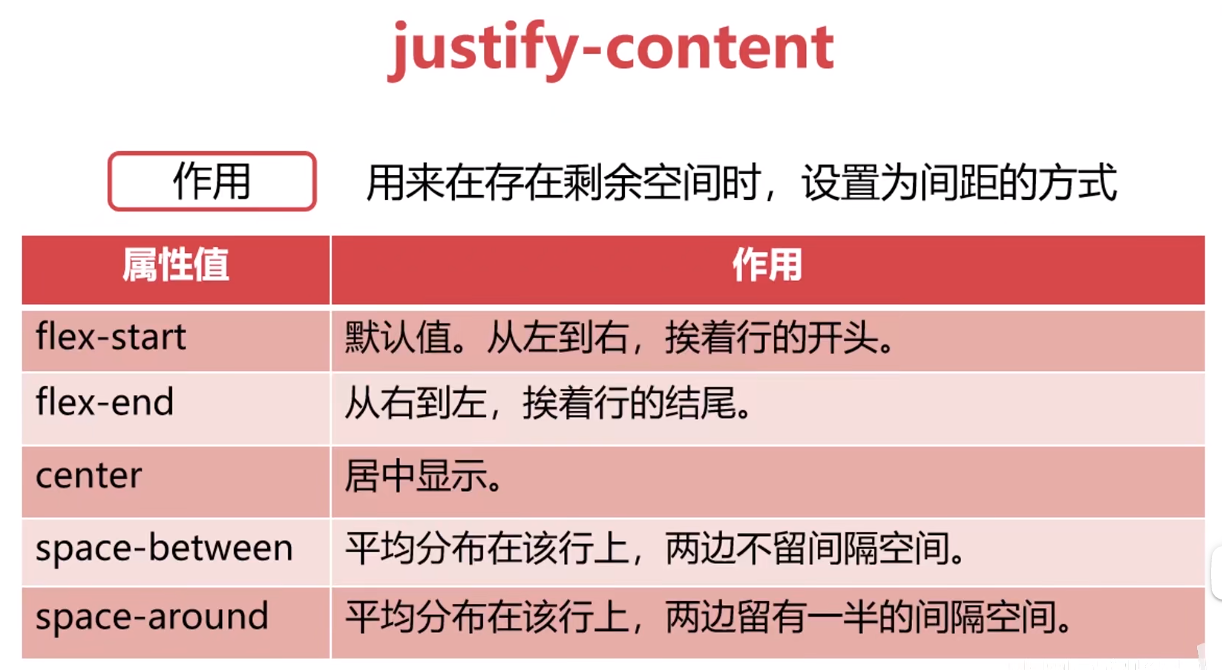 justify-content
作用 用来在存在剩余空间时，设置为间距的方式
属性值 作用
flex-start 默认值。从左到右，挨着行的开头。
flex-end 从右到左，挨着行的结尾。
center 居中显示。
space-between 平均分布在该行上，两边不留间隔空间。
space-around 平均分布在该行上，两边留有一半的间隔空间。